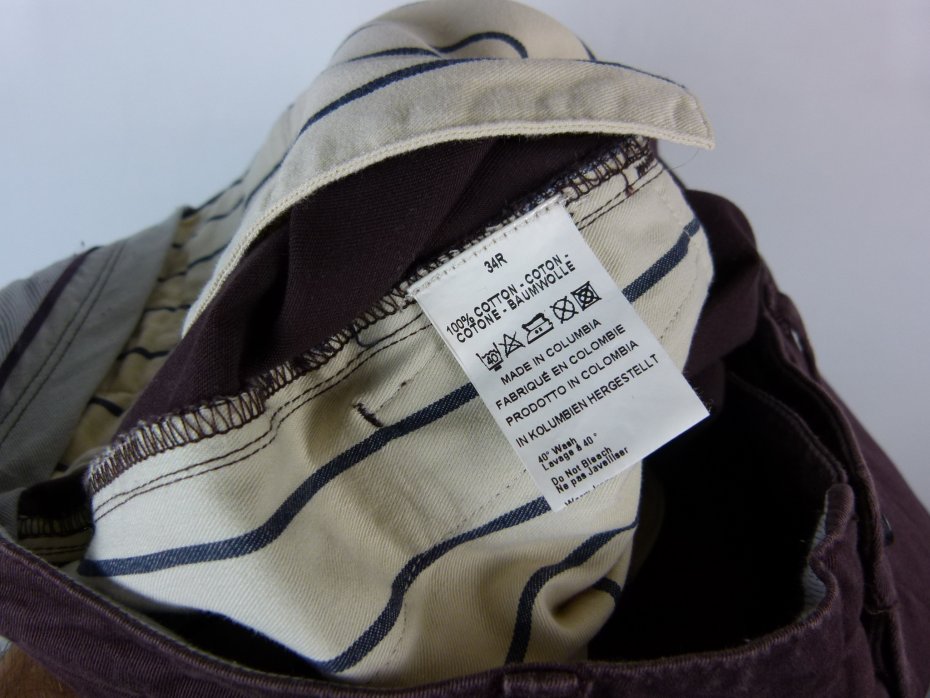 34R
100% COTTON - COTON -
COTONE - BAUMWOLLE
40
MADE IN COLUMBIA
FABRIQUÉ EN COLOMBIE
PRODOTTO IN COLOMBIA
IN KOLUMBIEN HERGESTELLT
40° Wash
Lavage à 40°
Do Not Bleach
Ne pas Javelliser